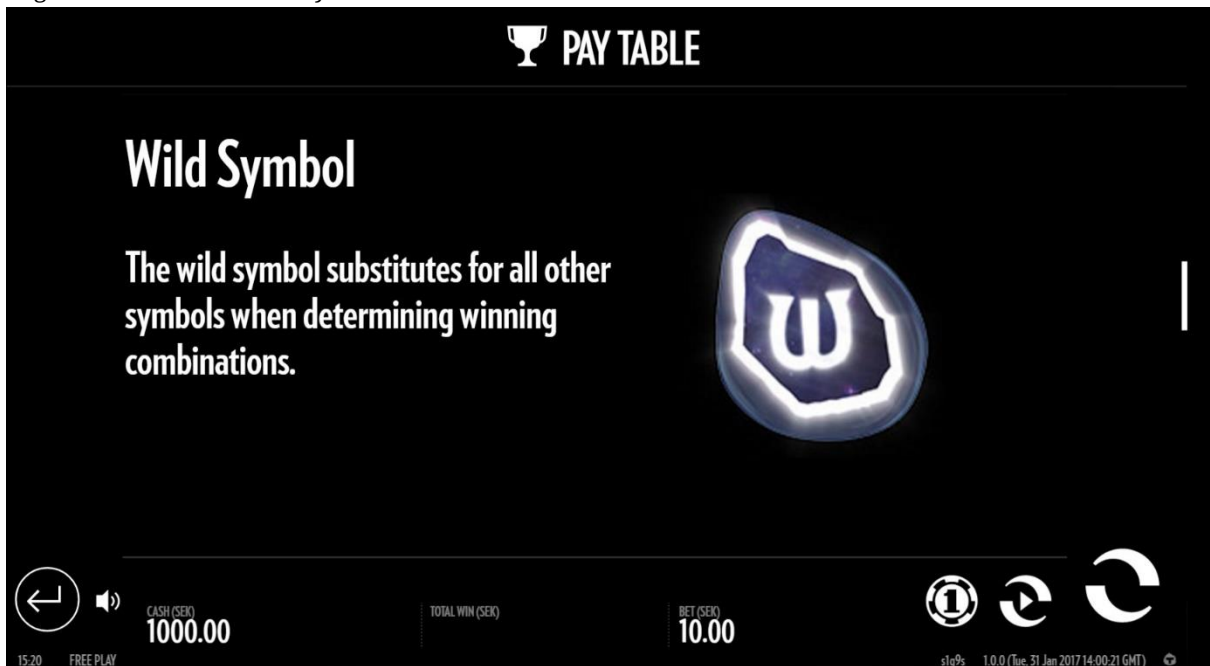 PAY TABLE
Wild Symbol
The wild symbol substitutes for all other
symbols when determining winning
combinations.
W
CASH (SEK)
1000.00
TOTAL WIN (SEK)
BET (SEK)
10.00
1
15:20 FREE PLAY
s1q9s 1.0.0 (Tue, 31 Jan 2017 14:00:21 GMT)